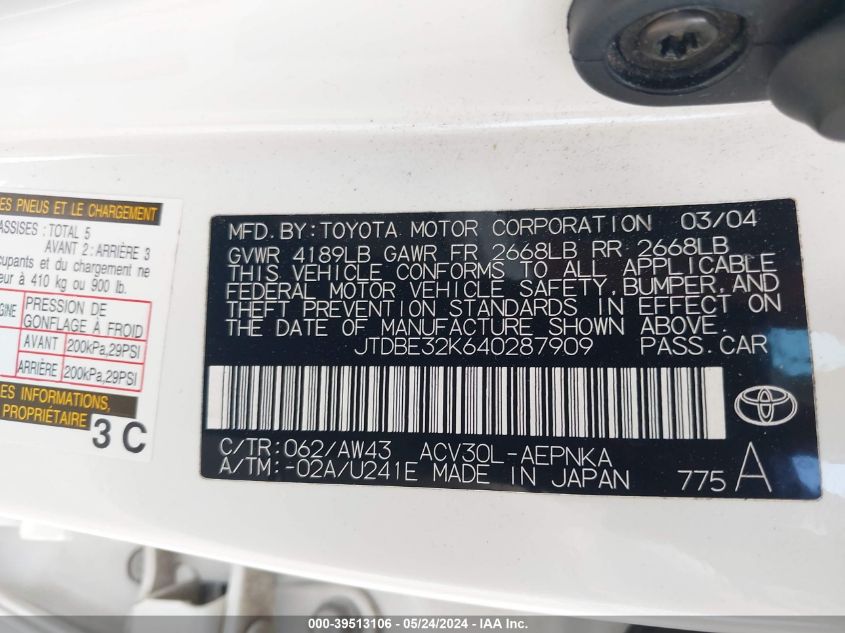 ES PNEUS ET LE CHARGEMENT
ASSISES: TOTAL 5
AVANT 2: ARRIÈRE 3
cupants et du chargement ne
eur à 410 kg ou 900 lb.
GINE PRESSION DE
GONFLAGE À FROID
AVANT 200kPa,29PSI
ARRIÈRE 200kPa,29PSI
ES INFORMATIONS,
PROPRIÉTAIRE
3 C
MFD. BY: TOYOTA MOTOR CORPORATION 03/04
GVWR 4189LB GAWR FR 2668LB RR 2668LB
THIS VEHICLE CONFORMS TO ALL APPLICABLE
FEDERAL MOTOR VEHICLE SAFETY, BUMPER, AND
THEFT PREVENTION STANDARDS IN EFFECT ON
THE DATE OF MANUFACTURE SHOWN ABOVE.
JTDBE32K640287909 PASS. CAR
C/TR: 062/AW43 ACV30L-AEPNKA
A/TM: -02A/U241E MADE IN JAPAN 775 A
000-39513106 - 05/24/2024 - IAA Inc.